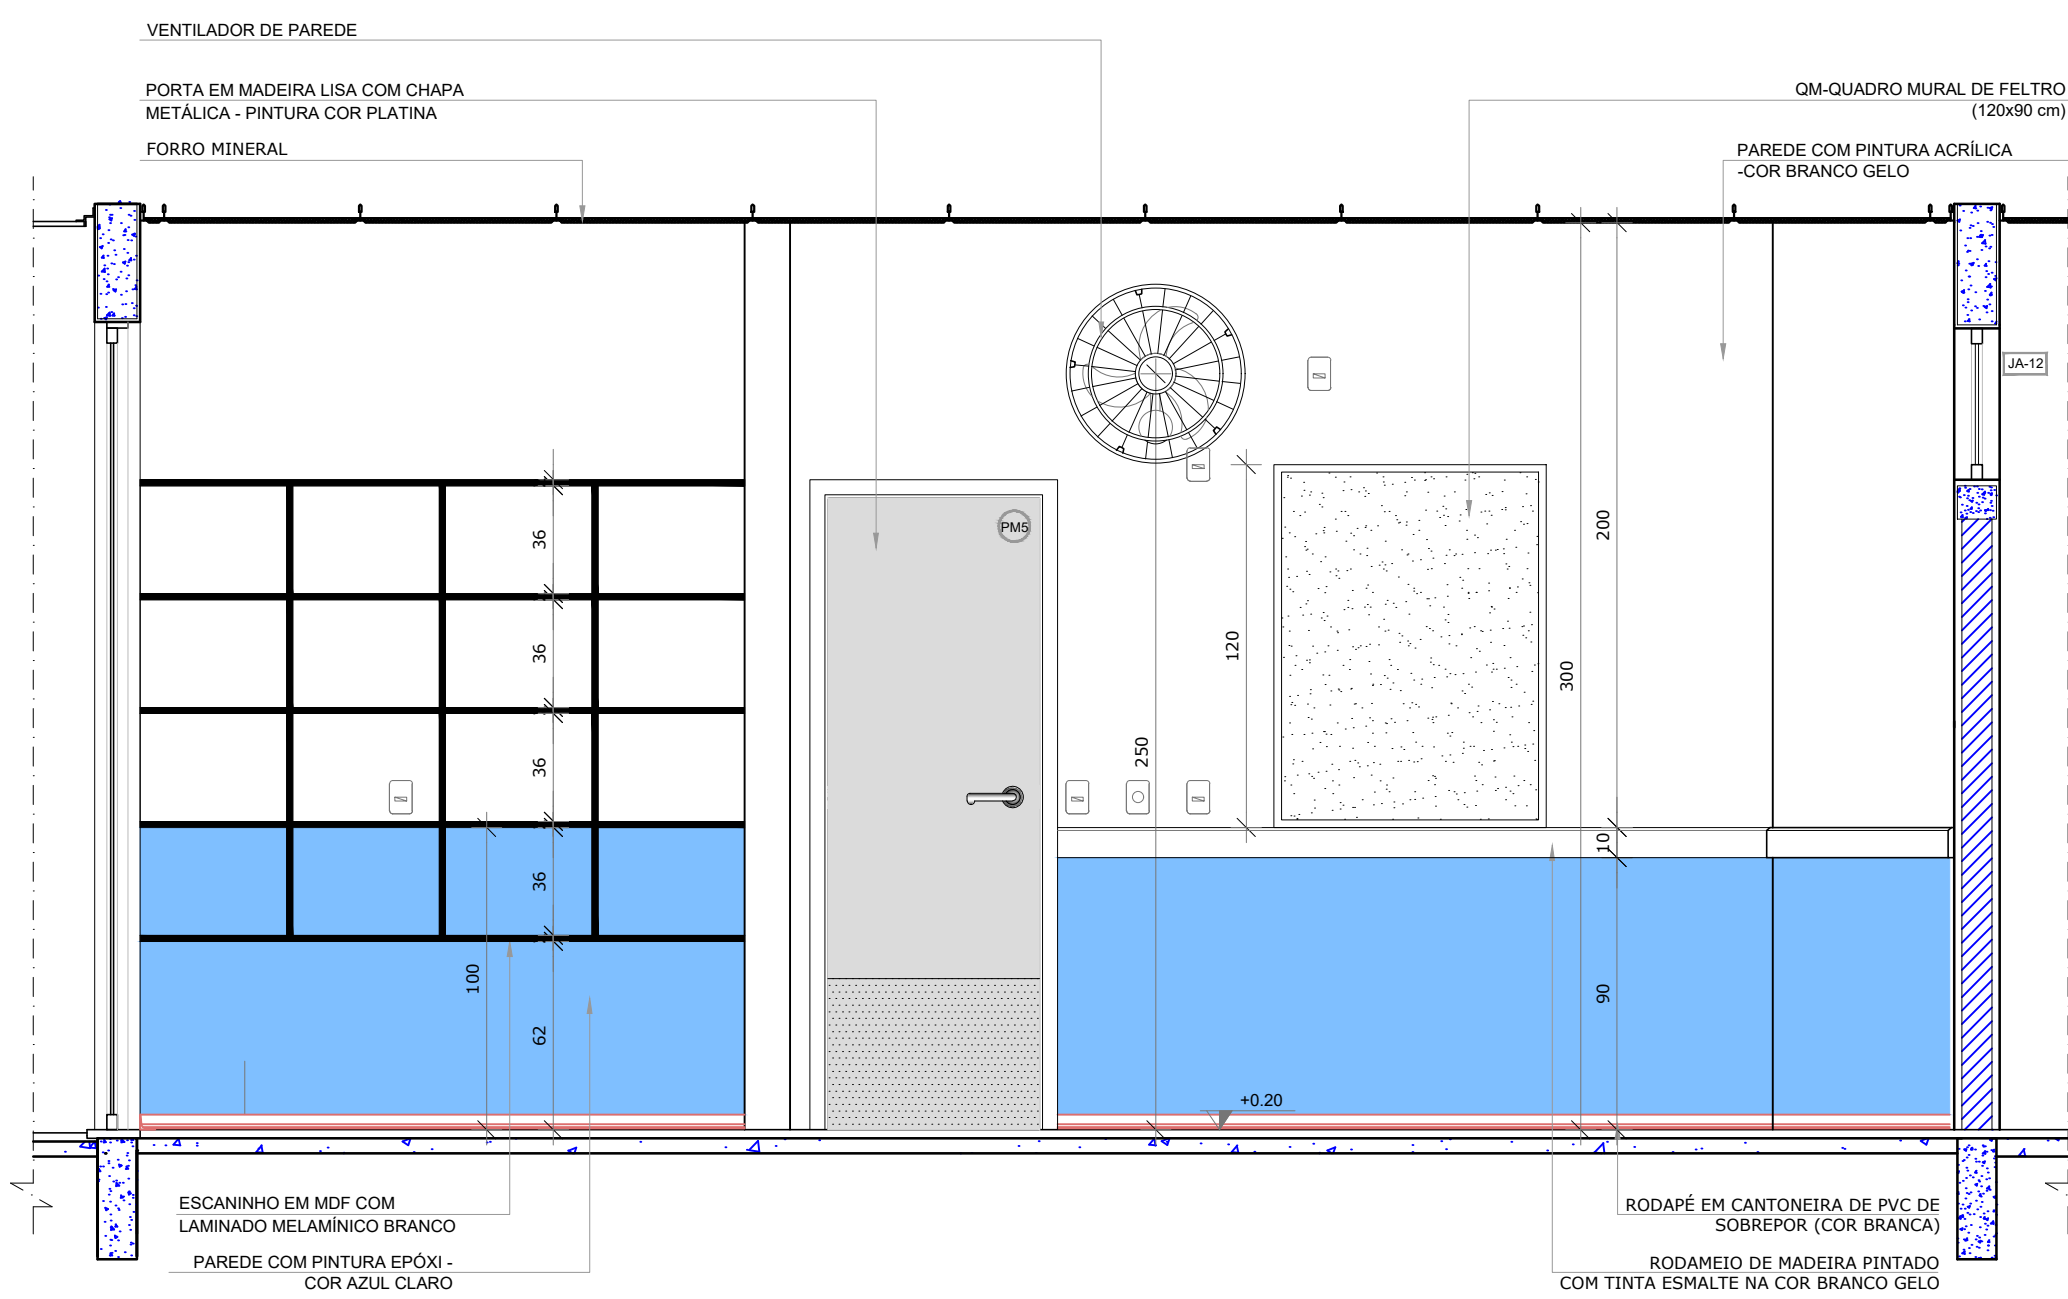 VENTILADOR DE PAREDE
PORTA EM MADEIRA LISA COM CHAPA
METÁLICA - PINTURA COR PLATINA
FORRO MINERAL
QM-QUADRO MURAL DE FELTRO
(120x90 cm)
PAREDE COM PINTURA ACRÍLICA
-COR BRANCO GELO
JA-12
PM5
36
36
36
36
62
100
250
120
300
200
10
90
+0.20
ESCANINHO EM MDF COM
LAMINADO MELAMÍNICO BRANCO
PAREDE COM PINTURA EPÓXI -
COR AZUL CLARO
RODAPÉ EM CANTONEIRA DE PVC DE
SOBREPOR (COR BRANCA)
RODAMEIO DE MADEIRA PINTADO
COM TINTA ESMALTE NA COR BRANCO GELO